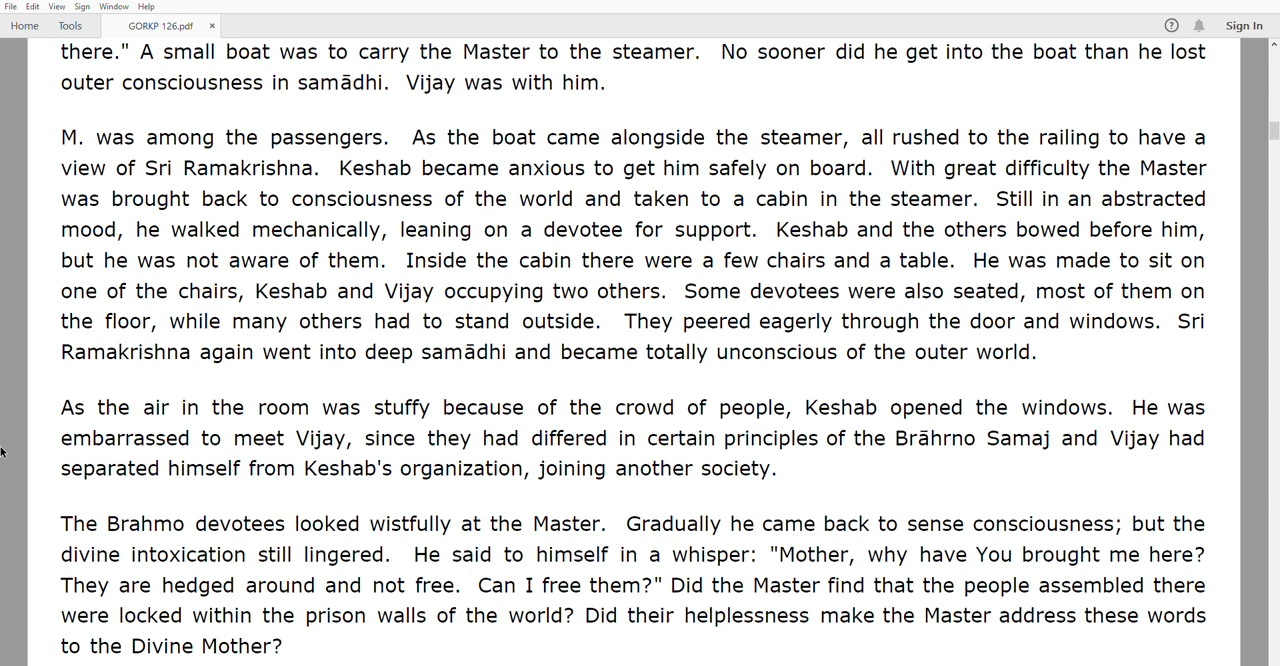 File Edit View Sign Window Help
Home Tools GORKP 126.pdf × ? Sign In
there." A small boat was to carry the Master to the steamer. No sooner did he get into the boat than he lost
outer consciousness in samādhi. Vijay was with him.
M. was among the passengers. As the boat came alongside the steamer, all rushed to the railing to have a
view of Sri Ramakrishna. Keshab became anxious to get him safely on board. With great difficulty the Master
was brought back to consciousness of the world and taken to a cabin in the steamer. Still in an abstracted
mood, he walked mechanically, leaning on a devotee for support. Keshab and the others bowed before him,
but he was not aware of them. Inside the cabin there were a few chairs and a table. He was made to sit on
one of the chairs, Keshab and Vijay occupying two others. Some devotees were also seated, most of them on
the floor, while many others had to stand outside. They peered eagerly through the door and windows. Sri
Ramakrishna again went into deep samādhi and became totally unconscious of the outer world.
As the air in the room was stuffy because of the crowd of people, Keshab opened the windows. He was
embarrassed to meet Vijay, since they had differed in certain principles of the Brāhrno Samaj and Vijay had
separated himself from Keshab's organization, joining another society.
The Brahmo devotees looked wistfully at the Master. Gradually he came back to sense consciousness; but the
divine intoxication still lingered. He said to himself in a whisper: "Mother, why have You brought me here?
They are hedged around and not free. Can I free them?" Did the Master find that the people assembled there
were locked within the prison walls of the world? Did their helplessness make the Master address these words
to the Divine Mother?